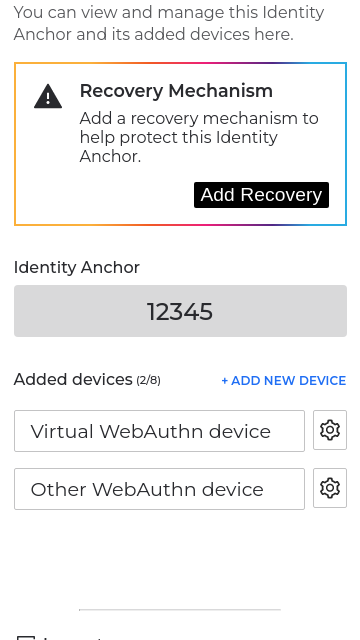 You can view and manage this Identity
Anchor and its added devices here.
Recovery Mechanism
Add a recovery mechanism to
help protect this Identity
Anchor.
Add Recovery
Identity Anchor
12345
Added devices (2/8)
+ ADD NEW DEVICE
Virtual WebAuthn device
Other WebAuthn device